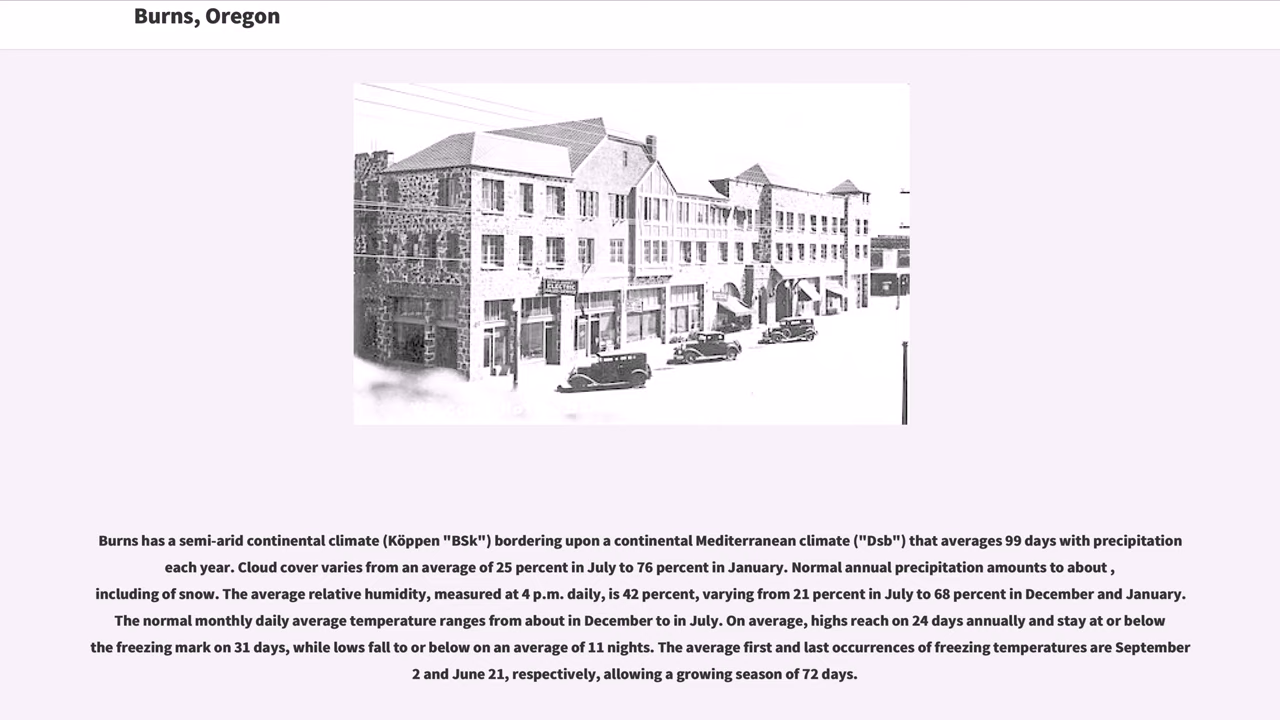 Burns, Oregon
ELECTRIC
Burns has a semi-arid continental climate (Köppen "BSk") bordering upon a continental Mediterranean climate ("Dsb") that averages 99 days with precipitation
each year. Cloud cover varies from an average of 25 percent in July to 76 percent in January. Normal annual precipitation amounts to about ,
including of snow. The average relative humidity, measured at 4 p.m. daily, is 42 percent, varying from 21 percent in July to 68 percent in December and January.
The normal monthly daily average temperature ranges from about in December to in July. On average, highs reach on 24 days annually and stay at or below
the freezing mark on 31 days, while lows fall to or below on an average of 11 nights. The average first and last occurrences of freezing temperatures are September
2 and June 21, respectively, allowing a growing season of 72 days.